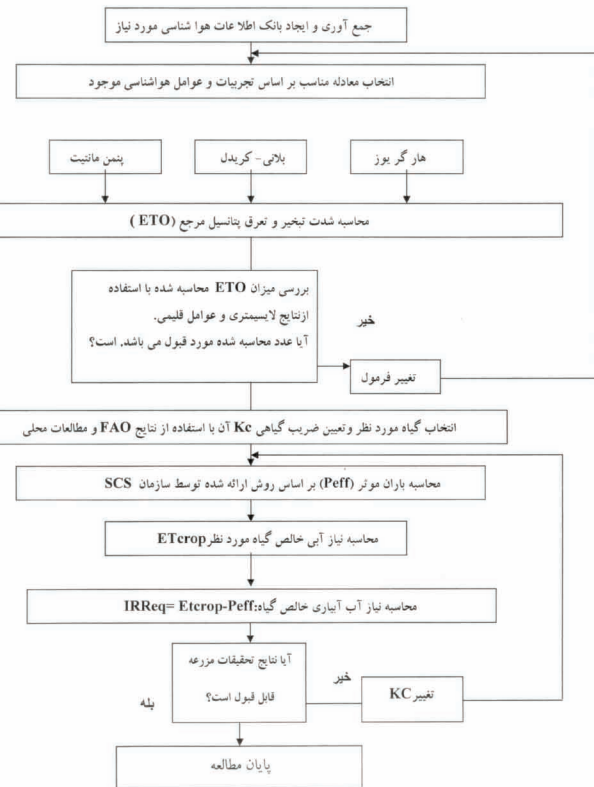 جمع آوری و ایجاد بانک اطلاعات هوا شناسی مورد نیاز
انتخاب معادله مناسب بر اساس تجربیات و عوامل هواشناسی موجود
هار گر یوز
بلانی - کریدل
پنمن مانتیت
محاسبه شدت تبخیر و تعرق پتانسیل مرجع (ETO)
بررسی میزان ETO محاسبه شده با استفاده
ازنتایج لایسیمتری و عوامل قلیمی.
آیا عدد محاسبه شده مورد قبول می باشد. است؟
خیر
تغییر فرمول
انتخاب گیاه مورد نظر وتعیین ضریب گیاهی Kc آن با استفاده از نتایج FAO و مطالعات محلی
محاسبه باران موثر (Peff) بر اساس روش ارائه شده توسط سازمان SCS
محاسبه نیاز آبی خالص گیاه مورد نظر ETcrop
محاسبه نیاز آب آبیاری خالص گیاه: IRReq= Etcrop-Peff
آیا نتایج تحقیقات مزرعه
قابل قبول است؟
خیر
تغییر KC
بله
پایان مطالعه